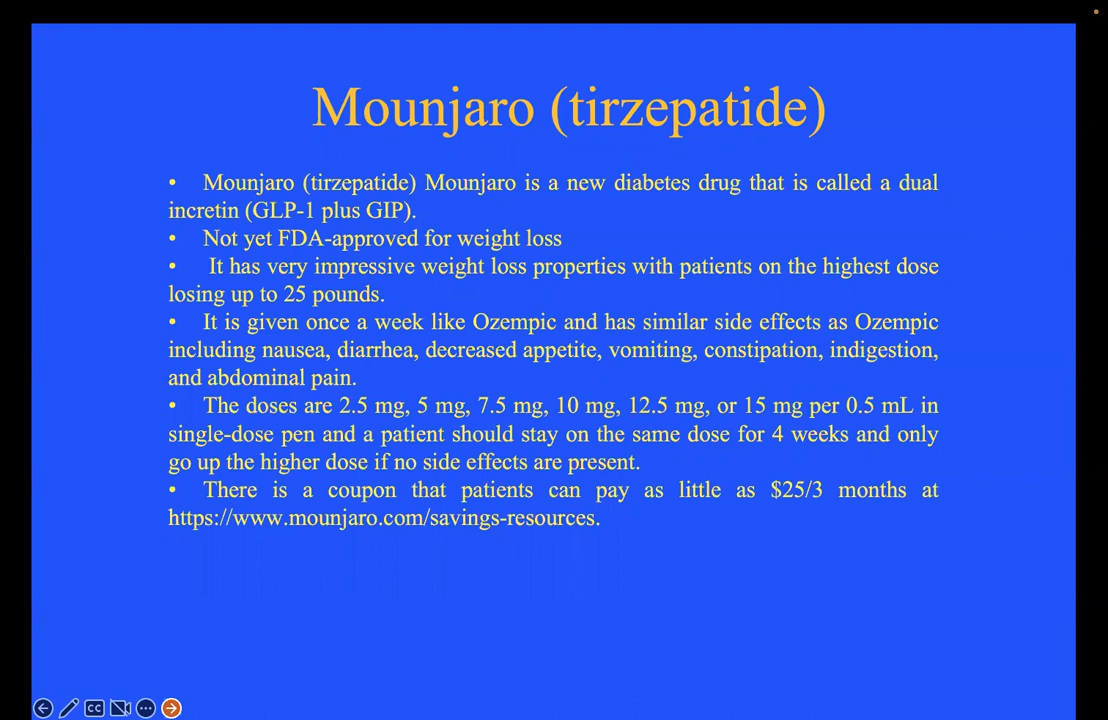 Mounjaro (tirzepatide)
• Mounjaro (tirzepatide) Mounjaro is a new diabetes drug that is called a dual
incretin (GLP-1 plus GIP).
• Not yet FDA-approved for weight loss
• It has very impressive weight loss properties with patients on the highest dose
losing up to 25 pounds.
• It is given once a week like Ozempic and has similar side effects as Ozempic
including nausea, diarrhea, decreased appetite, vomiting, constipation, indigestion,
and abdominal pain.
• The doses are 2.5 mg, 5 mg, 7.5 mg, 10 mg, 12.5 mg, or 15 mg per 0.5 mL in
single-dose pen and a patient should stay on the same dose for 4 weeks and only
go up the higher dose if no side effects are present.
• There is a coupon that patients can pay as little as $25/3 months at
https://www.mounjaro.com/savings-resources.
CC